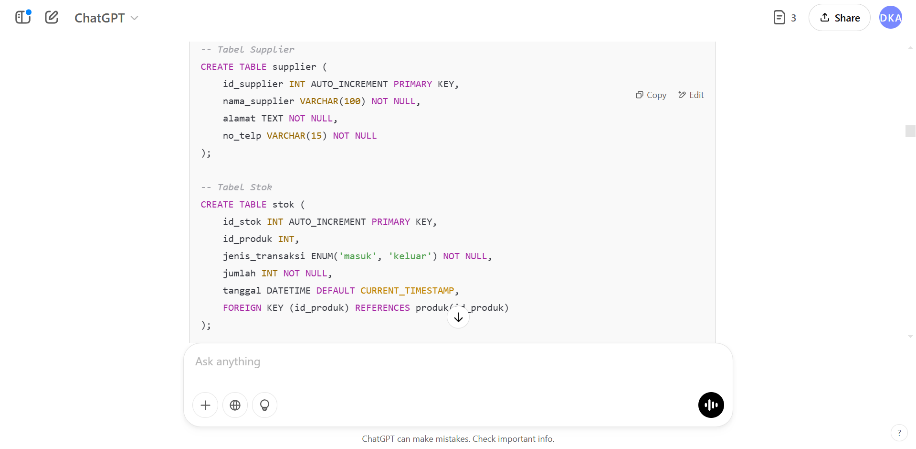 ChatGPT
3
Share
DKA
-- Tabel Supplier
CREATE TABLE supplier (
id_supplier INT AUTO_INCREMENT PRIMARY KEY,
Copy
Edit
nama_supplier VARCHAR(100) NOT NULL,
alamat TEXT NOT NULL,
no_telp VARCHAR(15) NOT NULL
);
-- Tabel Stok
CREATE TABLE stok (
id_stok INT AUTO_INCREMENT PRIMARY KEY,
id_produk INT,
jenis_transaksi ENUM('masuk', 'keluar') NOT NULL,
jumlah INT NOT NULL,
tanggal DATETIME DEFAULT CURRENT_TIMESTAMP,
FOREIGN KEY (id_produk) REFERENCES produk(id_produk)
);
Ask anything
ChatGPT can make mistakes. Check important info.
?